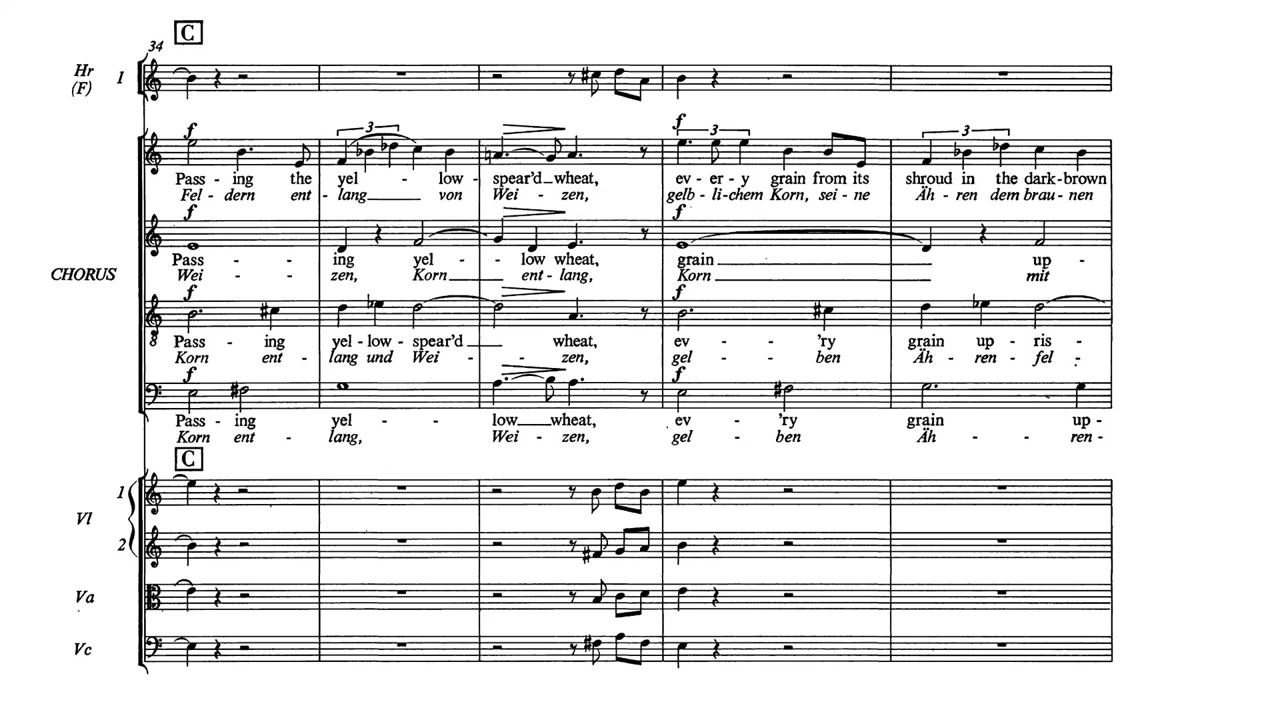 C
34
Hr 1
(F)
f f
3 3 3
Pass - ing the yel - low - spear'd wheat, ev - er - y grain from its shroud in the dark - brown
Fel - dern ent - lang von Wei - zen, gelb - li-chem Korn, sei - ne Äh - ren dem brau - nen
f f
Pass - - ing yel - - low wheat, grain up -
CHORUS
Wei - - zen, Korn ent - lang, Korn mit
f f
8
Pass - ing yel - low - spear'd wheat, ev - - 'ry grain up - ris -
Korn ent - lang und Wei - zen, gel - ben Äh - ren - fel -
f f
Pass - ing yel - - low wheat, ev - 'ry grain up -
Korn ent - lang, Wei - zen, gel - ben Äh - - ren -
C
1
Vl
2
Va
Vc